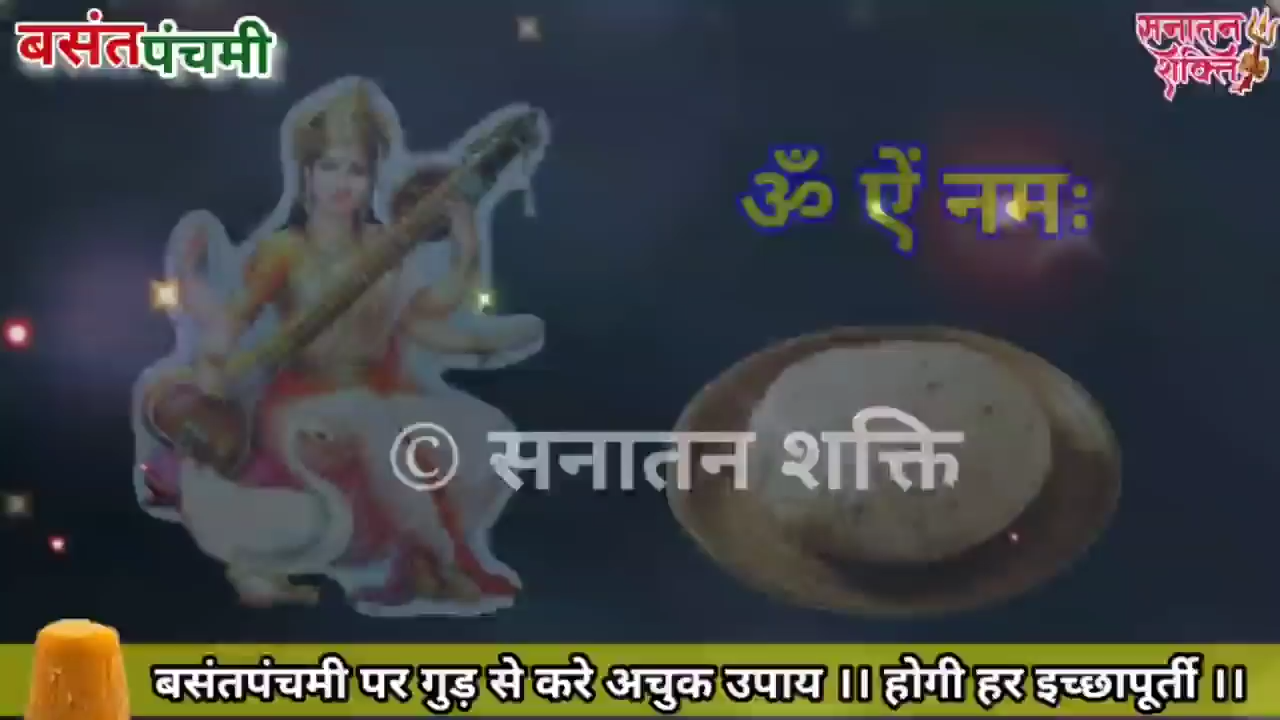 बसंतपंचमी
सनातन
शक्ति
ॐ ऐं नमः
© सनातन शक्ति
बसंतपंचमी पर गुड़ से करे अचुक उपाय ।। होगी हर इच्छापूर्ती ।।